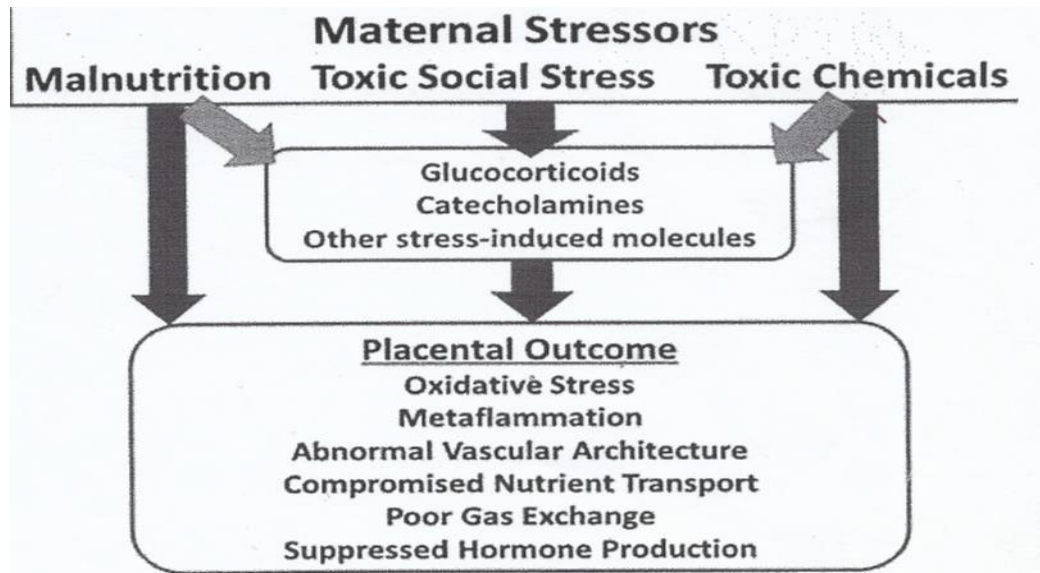 Maternal Stressors
Malnutrition Toxic Social Stress Toxic Chemicals
Glucocorticoids
Catecholamines
Other stress-induced molecules
Placental Outcome
Oxidative Stress
Metaflammation
Abnormal Vascular Architecture
Compromised Nutrient Transport
Poor Gas Exchange
Suppressed Hormone Production